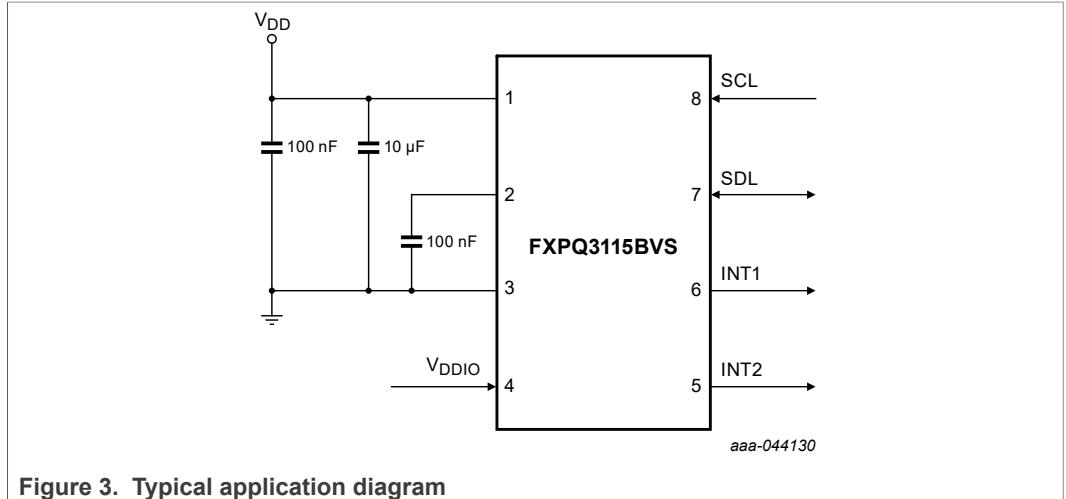 VDD
1
8
SCL
100 nF
10 µF
2
7
SDL
100 nF
FXPQ3115BVS
3
6
INT1
VDDIO
4
5
INT2
aaa-044130
Figure 3. Typical application diagram